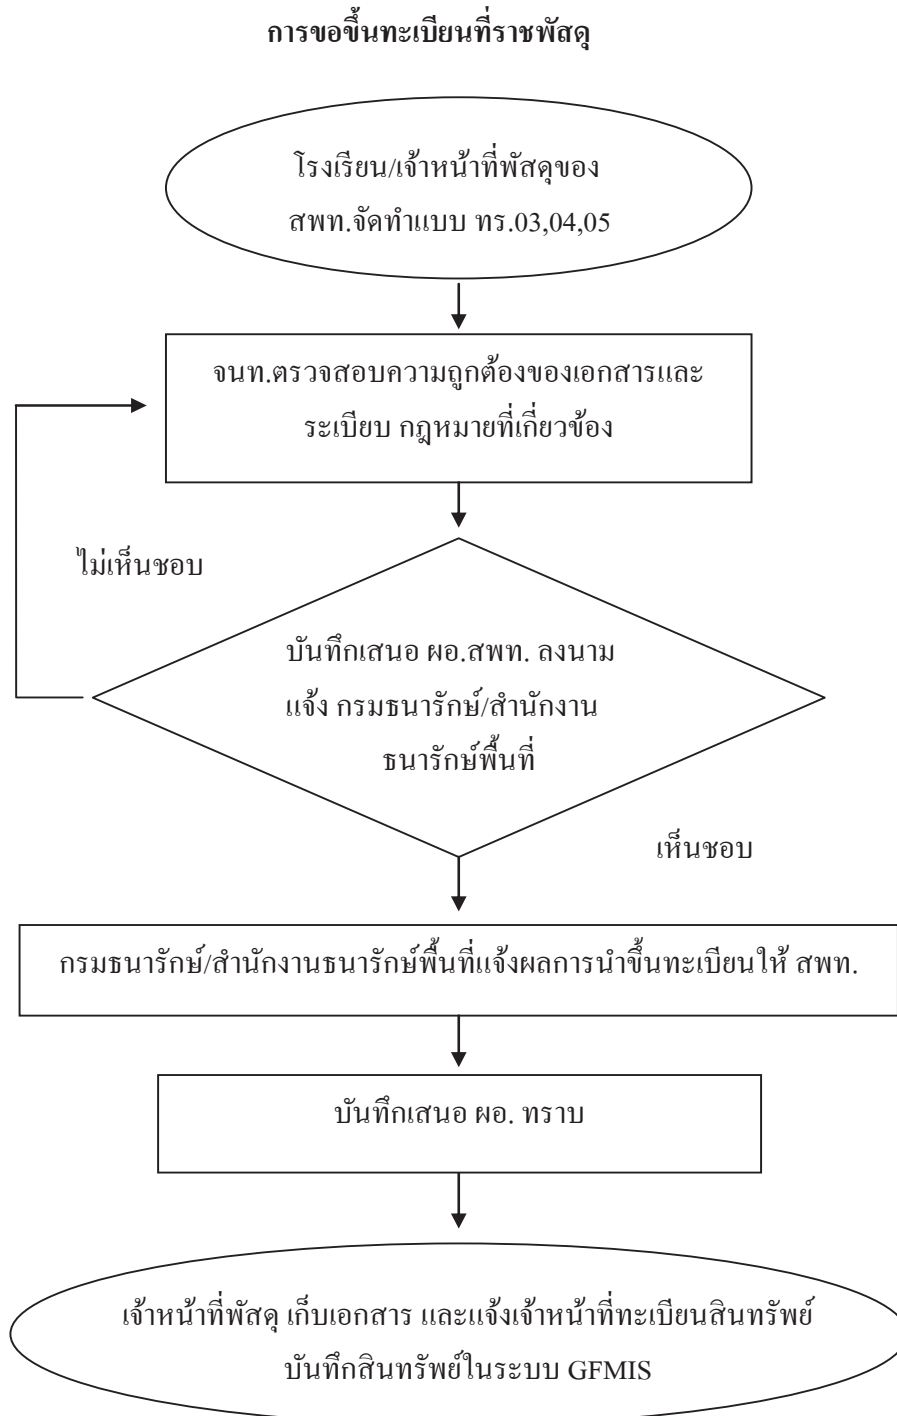 การขอขึ้นทะเบียนที่ราชพัสดุ
โรงเรียน/เจ้าหน้าที่พัสดุของ
สพท.จัดทำแบบ ทร.03,04,05
จนท.ตรวจสอบความถูกต้องของเอกสารและ
ระเบียบ กฎหมายที่เกี่ยวข้อง
ไม่เห็นชอบ
บันทึกเสนอ ผอ.สพท. ลงนาม
แจ้ง กรมธนารักษ์/สำนักงาน
ธนารักษ์พื้นที่
เห็นชอบ
กรมธนารักษ์/สำนักงานธนารักษ์พื้นที่แจ้งผลการนำขึ้นทะเบียนให้ สพท.
บันทึกเสนอ ผอ. ทราบ
เจ้าหน้าที่พัสดุ เก็บเอกสาร และแจ้งเจ้าหน้าที่ทะเบียนสินทรัพย์
บันทึกสินทรัพย์ในระบบ GFMIS